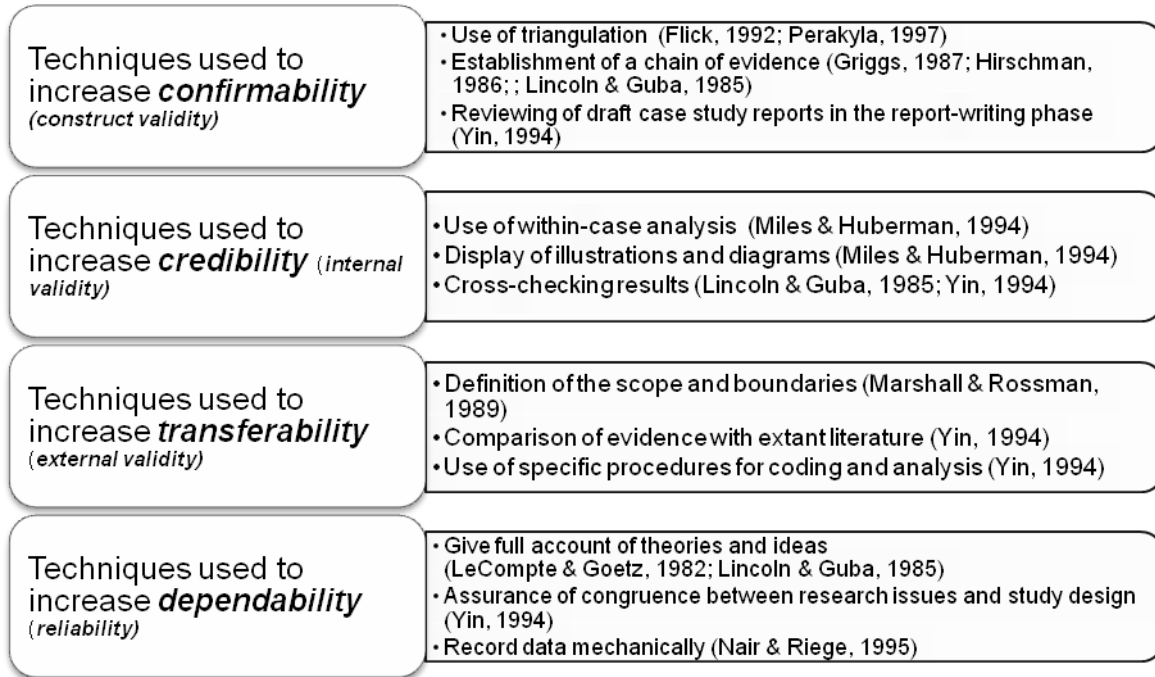 Techniques used to
increase confirmability
(construct validity)
• Use of triangulation (Flick, 1992; Perakyla, 1997)
• Establishment of a chain of evidence (Griggs, 1987; Hirschman,
1986; ; Lincoln & Guba, 1985)
• Reviewing of draft case study reports in the report-writing phase
(Yin, 1994)
Techniques used to
increase credibility (internal
validity)
• Use of within-case analysis (Miles & Huberman, 1994)
• Display of illustrations and diagrams (Miles & Huberman, 1994)
• Cross-checking results (Lincoln & Guba, 1985; Yin, 1994)
Techniques used to
increase transferability
(external validity)
• Definition of the scope and boundaries (Marshall & Rossman,
1989)
• Comparison of evidence with extant literature (Yin, 1994)
• Use of specific procedures for coding and analysis (Yin, 1994)
Techniques used to
increase dependability
(reliability)
• Give full account of theories and ideas
(LeCompte & Goetz, 1982; Lincoln & Guba, 1985)
• Assurance of congruence between research issues and study design
(Yin, 1994)
• Record data mechanically (Nair & Riege, 1995)